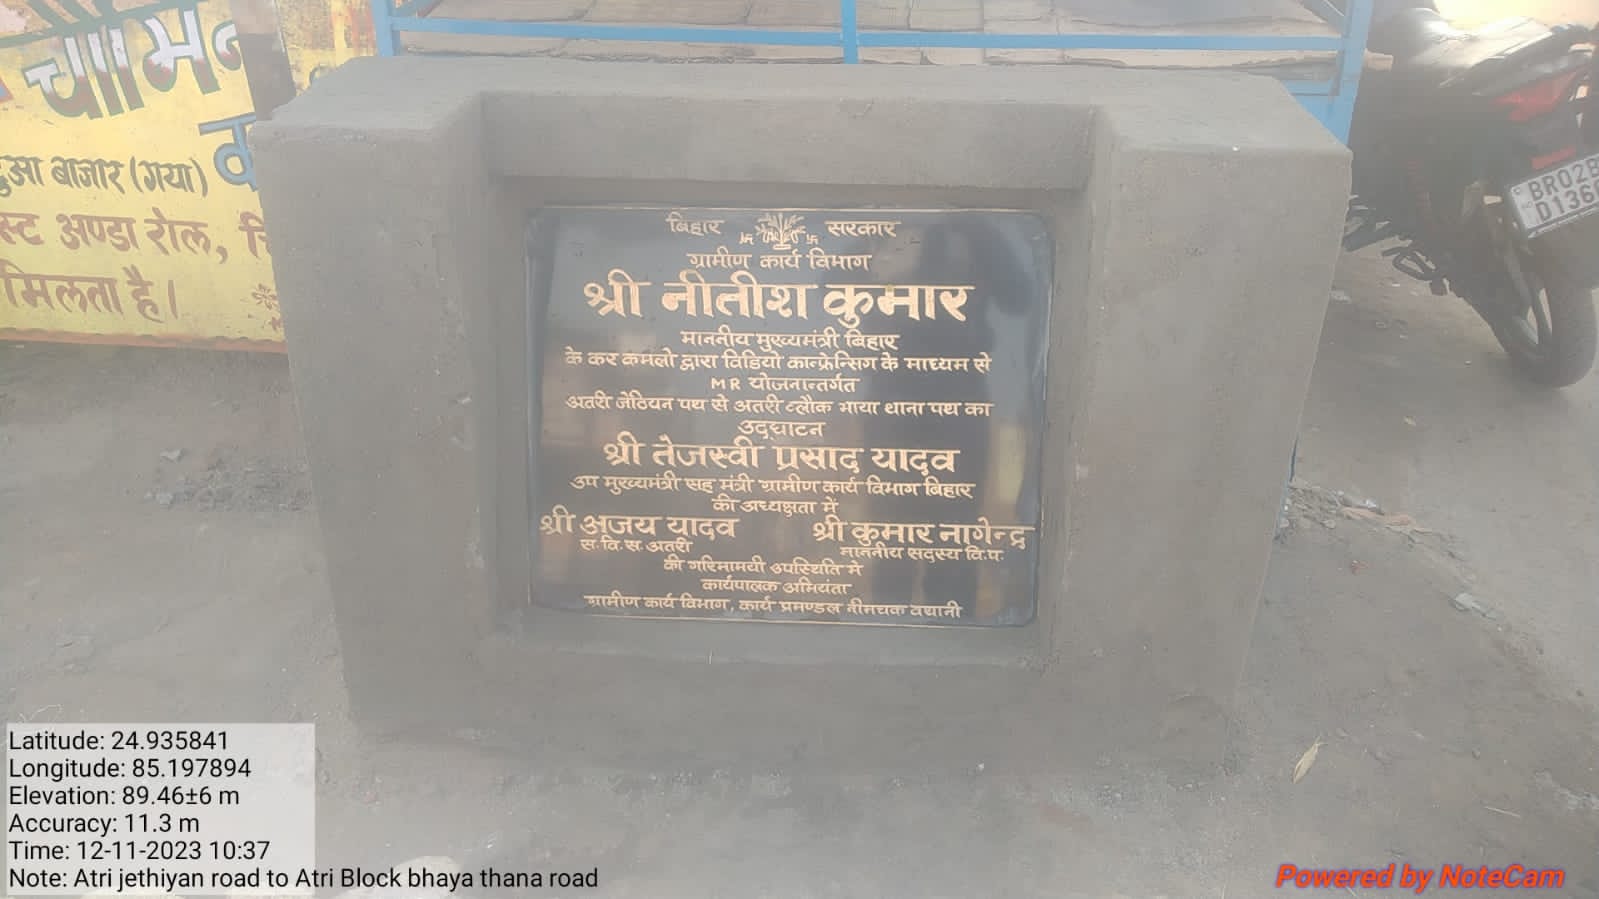 चामिन
दुआ बाजार (गया)
स्ट अण्डा रोल,
मिलता है।
बिहार सरकार
ग्रामीण कार्य विभाग
श्री नीतीश कुमार
माननीय मुख्यमंत्री बिहार
के कर कमलो द्वारा विडियो कान्फ्रेन्सिग के माध्यम से
MR योजनान्तर्गत
अतरी जेठियन पथ से अतरी ब्लौक भाया थाना पथ का
उद्घाटन
श्री तेजस्वी प्रसाद यादव
उप मुख्यमंत्री सह मंत्री ग्रामीण कार्य विभाग बिहार
की अध्यक्षता में
श्री अजय यादव श्री कुमार नागेन्द्र
स. वि. स. अतरी माननीय सदस्य वि.प.
की गरिमामयी उपस्थिति मे
कार्यपालक अभियंता
ग्रामीण कार्य विभाग, कार्य प्रमण्डल नीमचक वथानी
BR02B
D136
Latitude: 24.935841
Longitude: 85.197894
Elevation: 89.46±6 m
Accuracy: 11.3 m
Time: 12-11-2023 10:37
Note: Atri jethiyan road to Atri Block bhaya thana road
Powered by NoteCam